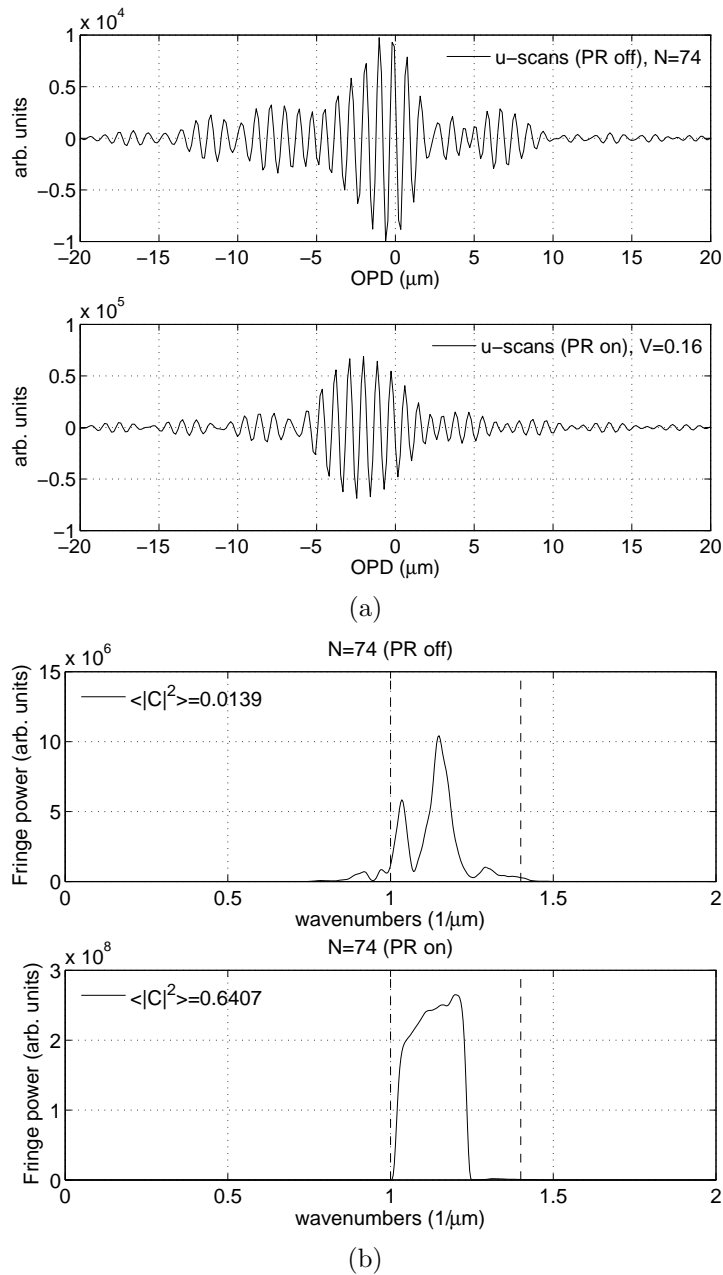 x 10^4
u-scans (PR off), N=74
1
0.5
0
−0.5
−1
arb. units
−20 −15 −10 −5 0 5 10 15 20
OPD (μm)
x 10^5
u-scans (PR on), V=0.16
1
0.5
0
−0.5
−1
arb. units
−20 −15 −10 −5 0 5 10 15 20
OPD (μm)
(a)
N=74 (PR off)
x 10^6
<|C|^2>=0.0139
15
10
5
0
Fringe power (arb. units)
0 0.5 1 1.5 2
wavenumbers (1/μm)
N=74 (PR on)
x 10^8
<|C|^2>=0.6407
3
2
1
0
Fringe power (arb. units)
0 0.5 1 1.5 2
wavenumbers (1/μm)
(b)